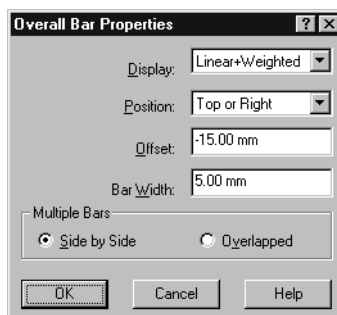 Overall Bar Properties
Display: Linear+Weighted
Position: Top or Right
Offset: -15.00 mm
Bar Width: 5.00 mm
Multiple Bars
Side by Side Overlapped
OK Cancel Help